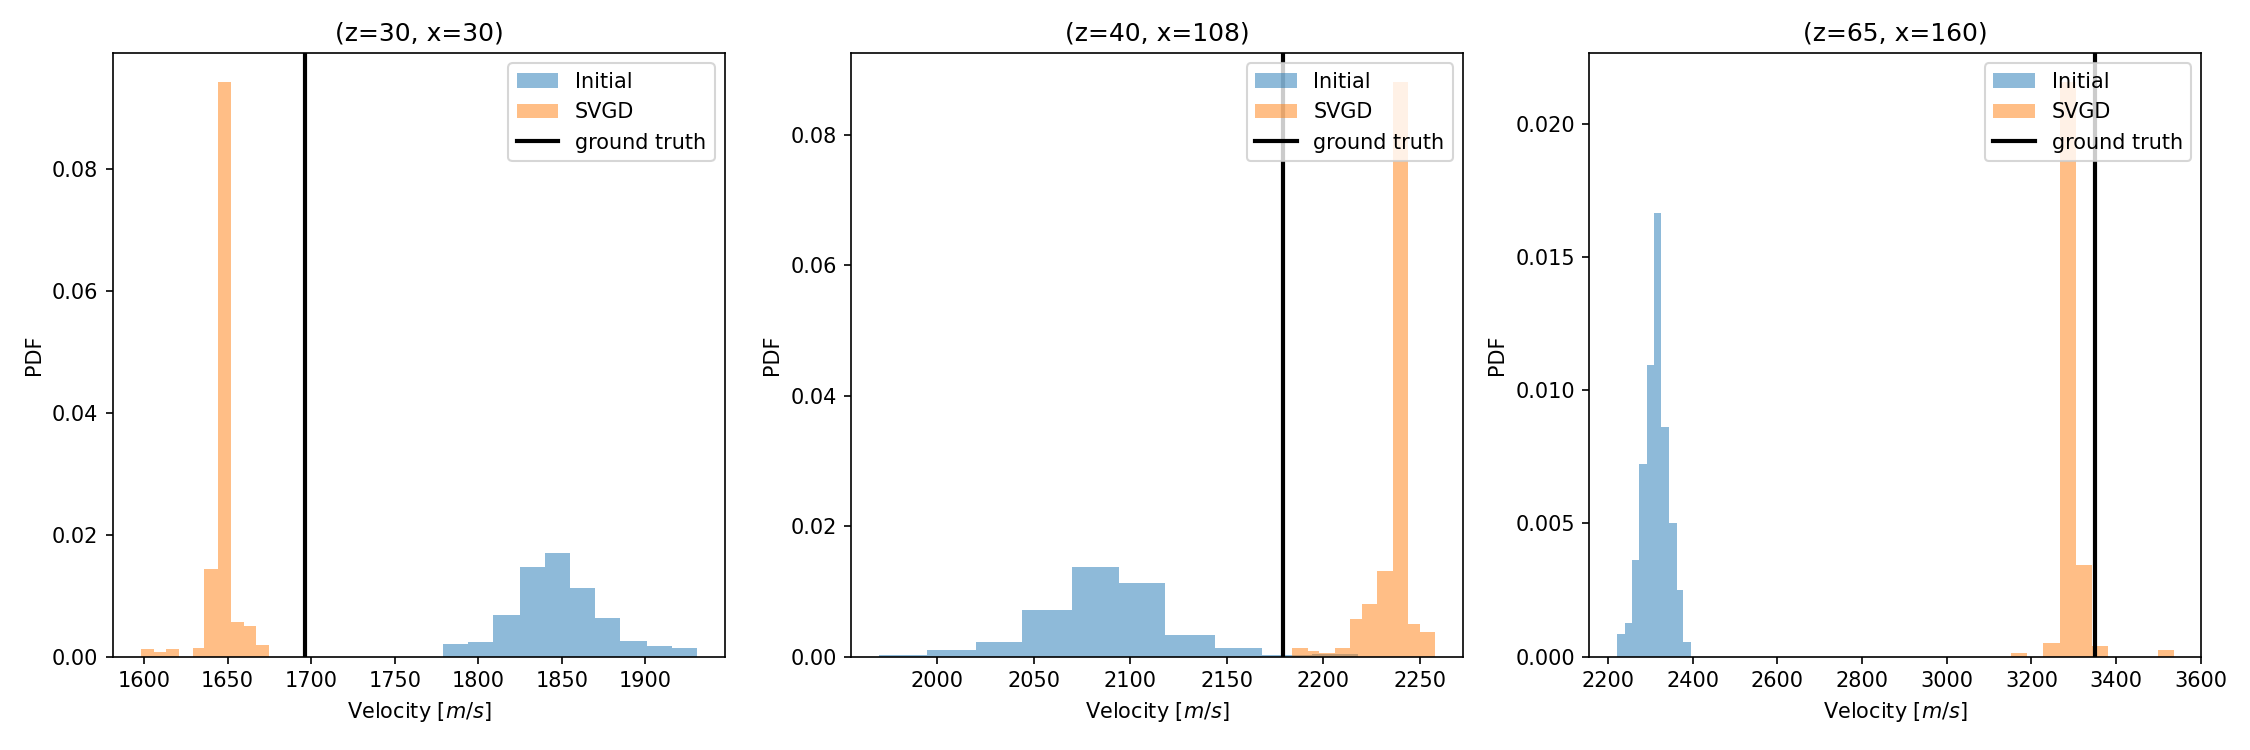 (z=30, x=30)
PDF
0.08
0.06
0.04
0.02
0.00
1600 1650 1700 1750 1800 1850 1900
Velocity [m/s]
Initial
SVGD
ground truth
(z=40, x=108)
PDF
0.08
0.06
0.04
0.02
0.00
2000 2050 2100 2150 2200 2250
Velocity [m/s]
Initial
SVGD
ground truth
(z=65, x=160)
PDF
0.020
0.015
0.010
0.005
0.000
2200 2400 2600 2800 3000 3200 3400 3600
Velocity [m/s]
Initial
SVGD
ground truth